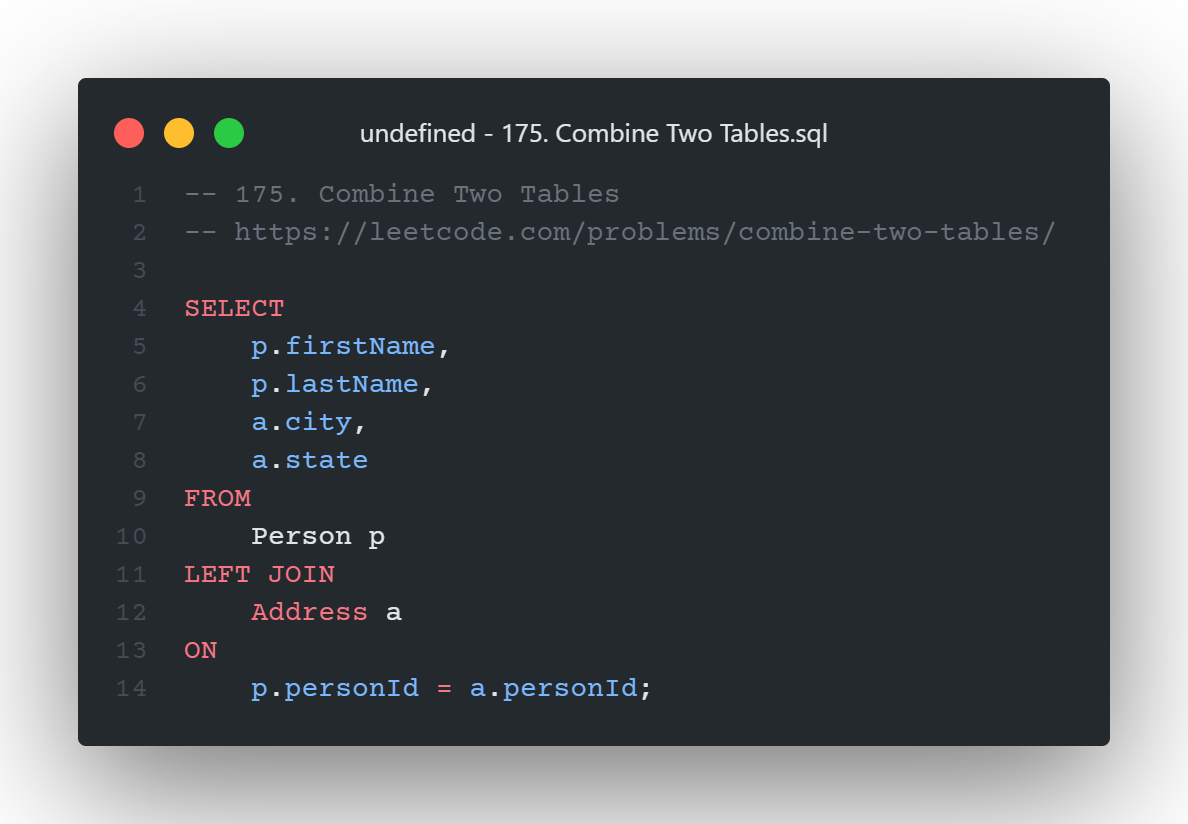 undefined - 175. Combine Two Tables.sql
1 -- 175. Combine Two Tables
2 -- https://leetcode.com/problems/combine-two-tables/
3
4 SELECT
5     p.firstName,
6     p.lastName,
7     a.city,
8     a.state
9 FROM
10     Person p
11 LEFT JOIN
12     Address a
13 ON
14     p.personId = a.personId;